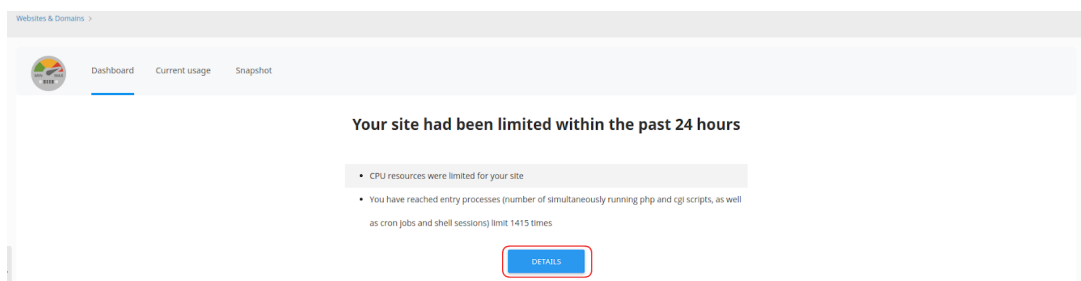 Websites & Domains >
Dashboard Current usage Snapshot
Your site had been limited within the past 24 hours
• CPU resources were limited for your site
• You have reached entry processes (number of simultaneously running php and cgi scripts, as well
as cron jobs and shell sessions) limit 1415 times
DETAILS